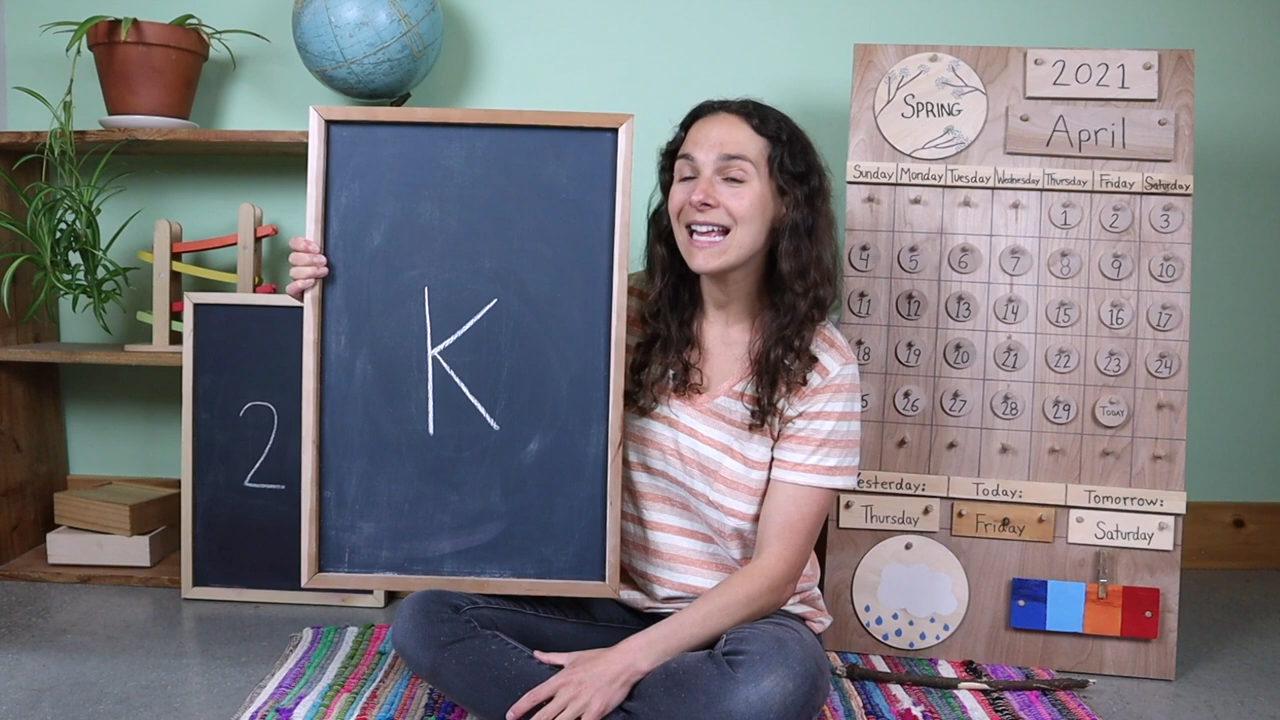 2
K
SPRING
2021
April
Sunday Monday Tuesday Wednesday Thursday Friday Saturday
1 2 3
4 5 6 7 8 9 10
11 12 13 14 15 16 17
18 19 20 21 22 23 24
5 26 27 28 29 TODAY
esterday: Today: Tomorrow:
Thursday Friday Saturday